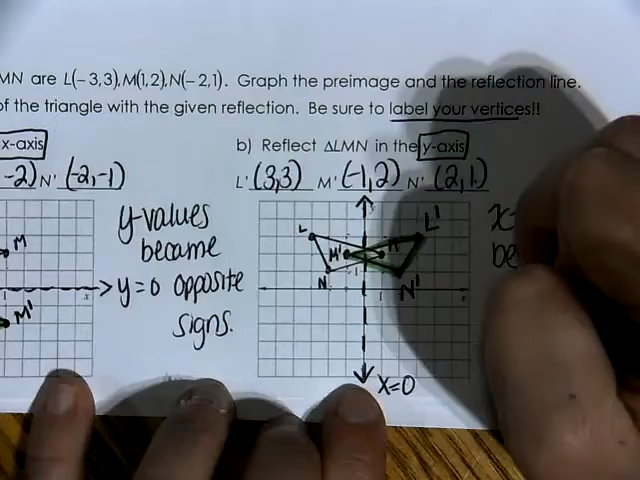 MN are L(−3,3), M(1,2), N(−2,1). Graph the preimage and the reflection line.
of the triangle with the given reflection. Be sure to label your vertices!!
x-axis
b) Reflect △LMN in the y-axis
-2) N' (-2,-1)
L' (3,3) M' (-1,2) N' (2,1)
y-values
became
y=0 opposite
signs.
x-
be
M
M'
x
L
L'
M'
M
N
N'
x=0